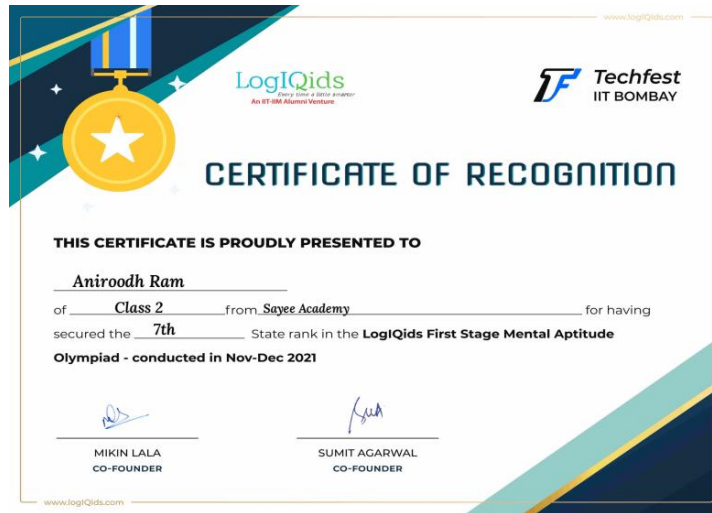 www.logIQids.com
LogIQids
Every time a little smarter
An IIT-IIM Alumni Venture
Techfest
IIT BOMBAY
CERTIFICATE OF RECOGNITION
THIS CERTIFICATE IS PROUDLY PRESENTED TO
Aniroodh Ram
of Class 2 from Sayee Academy for having
secured the 7th State rank in the LogIQids First Stage Mental Aptitude
Olympiad - conducted in Nov-Dec 2021
MIKIN LALA
CO-FOUNDER
SUMIT AGARWAL
CO-FOUNDER
www.logIQids.com